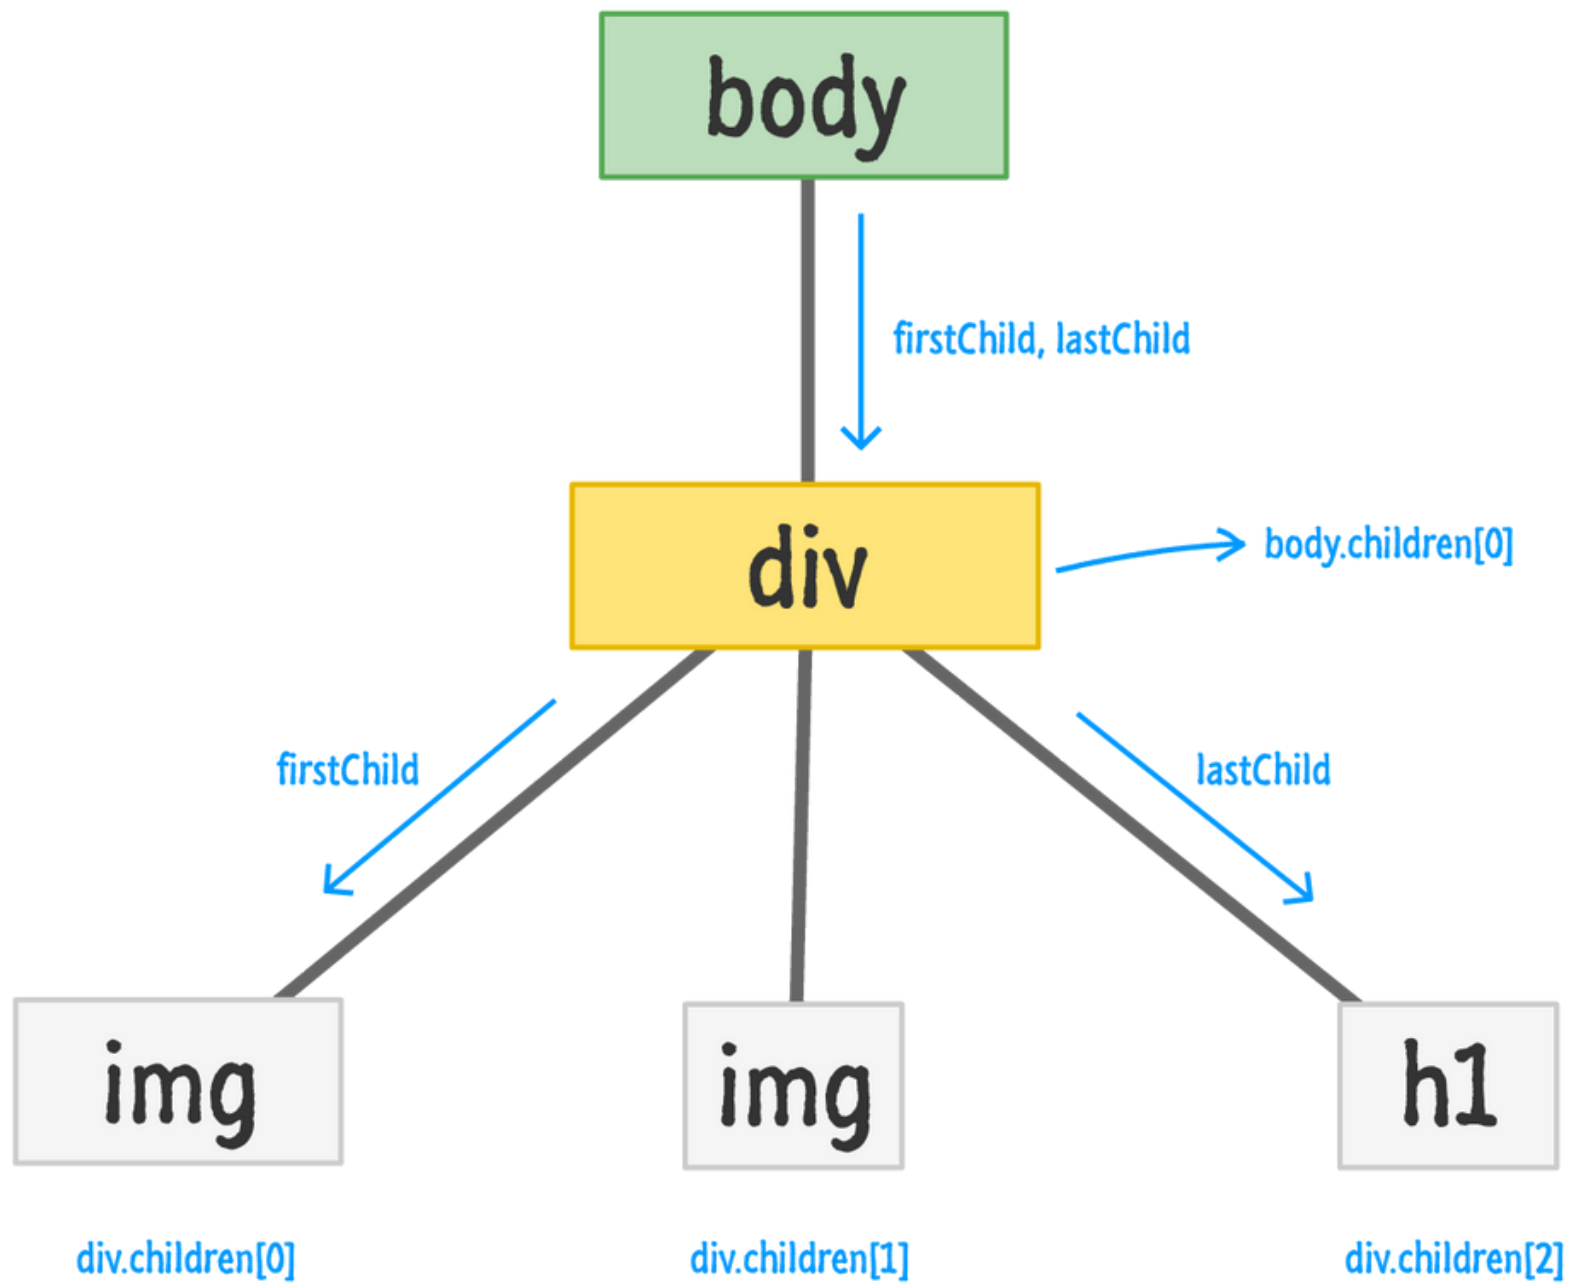 body
firstChild, lastChild
div
body.children[0]
firstChild
lastChild
img
img
h1
div.children[0]
div.children[1]
div.children[2]